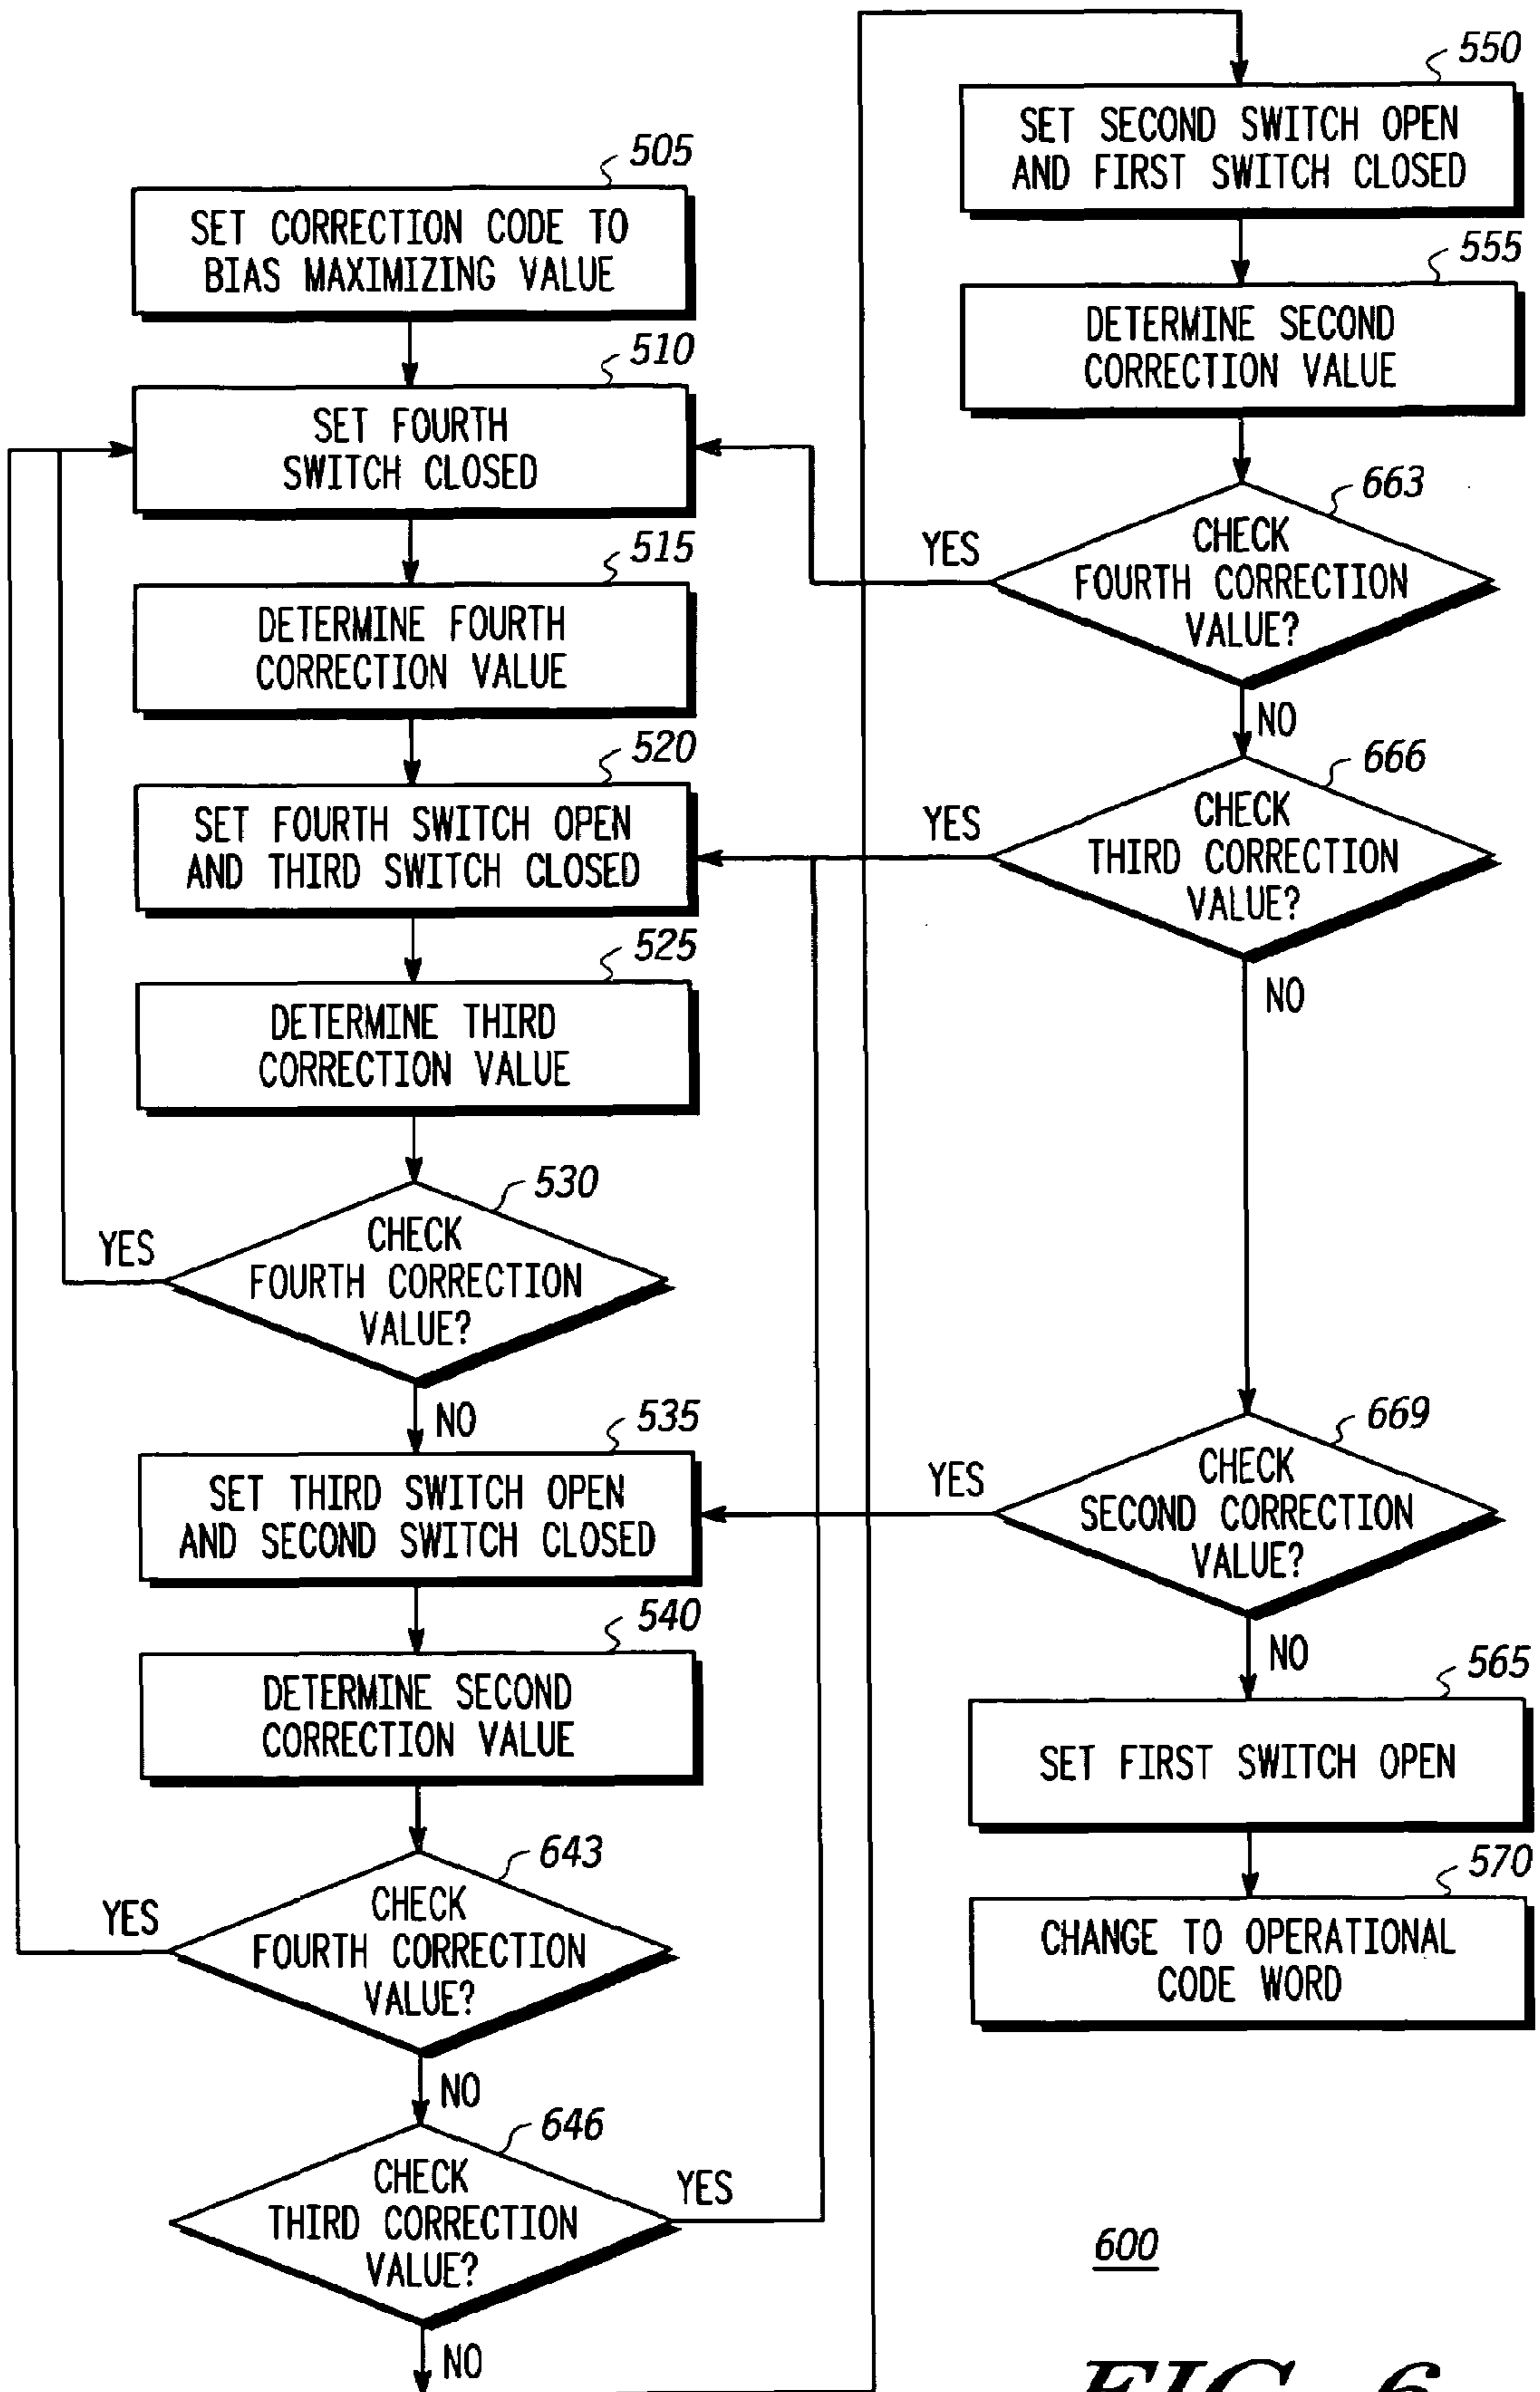 505
SET CORRECTION CODE TO
BIAS MAXIMIZING VALUE
510
SET FOURTH
SWITCH CLOSED
515
DETERMINE FOURTH
CORRECTION VALUE
520
SET FOURTH SWITCH OPEN
AND THIRD SWITCH CLOSED
525
DETERMINE THIRD
CORRECTION VALUE
530
CHECK
FOURTH CORRECTION
VALUE?
YES
NO
535
SET THIRD SWITCH OPEN
AND SECOND SWITCH CLOSED
540
DETERMINE SECOND
CORRECTION VALUE
643
CHECK
FOURTH CORRECTION
VALUE?
YES
NO
646
CHECK
THIRD CORRECTION
VALUE?
YES
NO
550
SET SECOND SWITCH OPEN
AND FIRST SWITCH CLOSED
555
DETERMINE SECOND
CORRECTION VALUE
663
CHECK
FOURTH CORRECTION
VALUE?
YES
NO
666
CHECK
THIRD CORRECTION
VALUE?
YES
NO
669
CHECK
SECOND CORRECTION
VALUE?
YES
NO
565
SET FIRST SWITCH OPEN
570
CHANGE TO OPERATIONAL
CODE WORD
600
FIG. 6